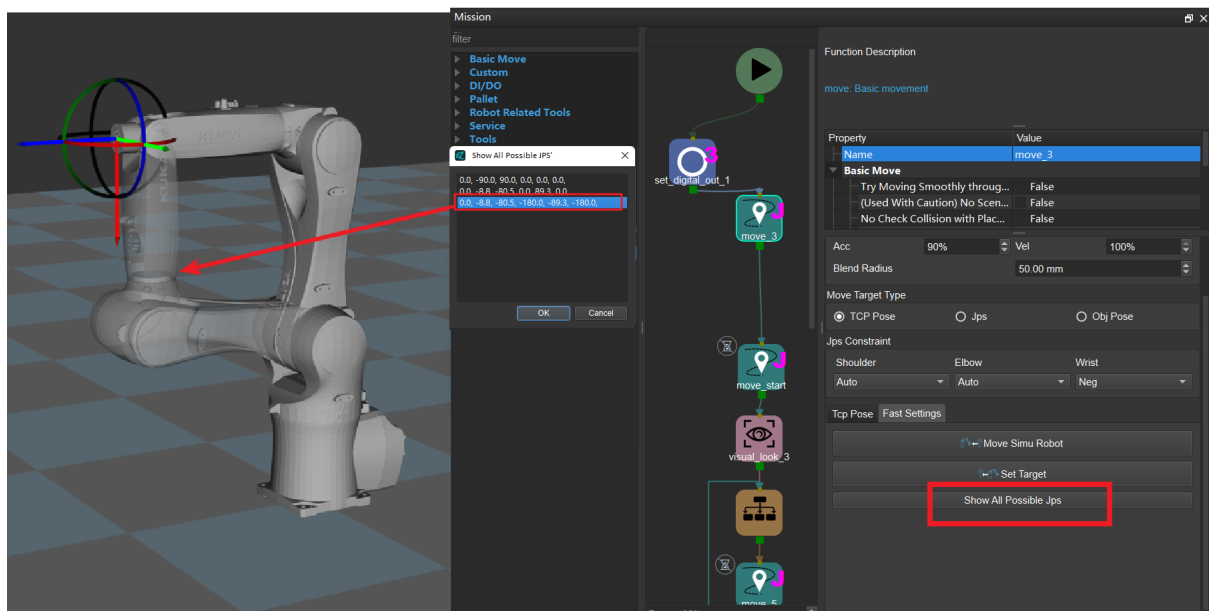 Mission
filter
Basic Move
Custom
DI/DO
Pallet
Robot Related Tools
Service
Tools
Show All Possible JPS'
0.0, -90.0, 90.0, 0.0, 0.0, 0.0,
0.0, -8.8, -80.5, 0.0, 89.3, 0.0
0.0, -8.8, -80.5, -180.0, -89.3, -180.0,
OK Cancel
KUKA
KUKA
3
set_digital_out_1
J
move_3
J
move_start
visual_look_3
J
move_5
Function Description
move: Basic movement
Property Value
Name move_3
Basic Move
Try Moving Smoothly throug... False
(Used With Caution) No Scen... False
No Check Collision with Plac... False
Acc 90% Vel 100%
Blend Radius 50.00 mm
Move Target Type
TCP Pose Jps Obj Pose
Jps Constraint
Shoulder Elbow Wrist
Auto Auto Neg
Tcp Pose Fast Settings
Move Simu Robot
Set Target
Show All Possible Jps